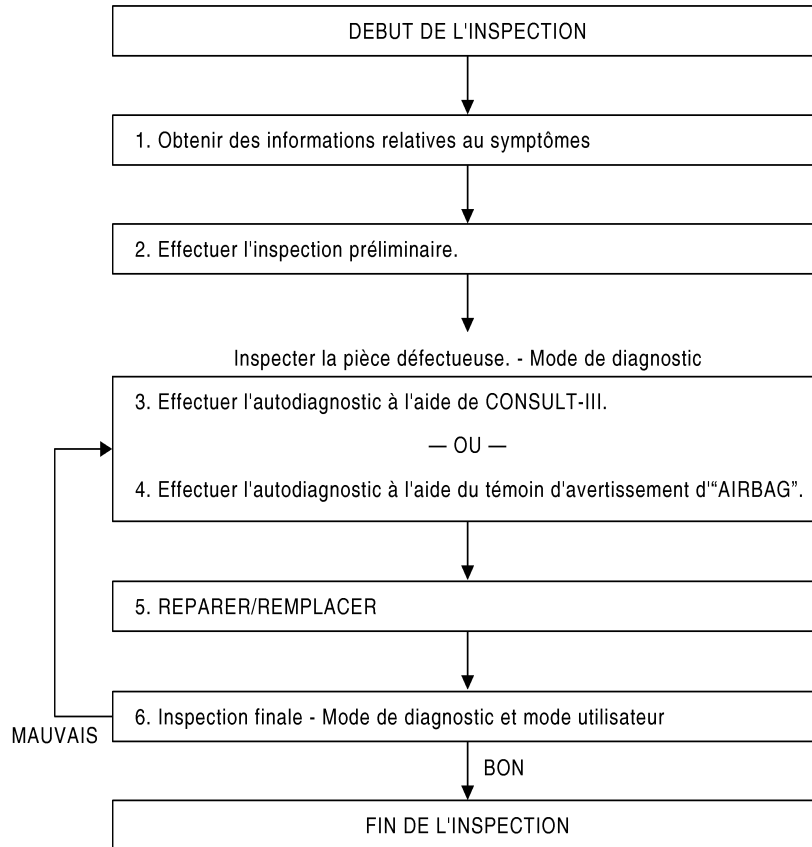 DEBUT DE L'INSPECTION
1. Obtenir des informations relatives au symptômes
2. Effectuer l'inspection préliminaire.
Inspecter la pièce défectueuse. - Mode de diagnostic
3. Effectuer l'autodiagnostic à l'aide de CONSULT-III.
— OU —
4. Effectuer l'autodiagnostic à l'aide du témoin d'avertissement d'“AIRBAG”.
5. REPARER/REMPLACER
6. Inspection finale - Mode de diagnostic et mode utilisateur
MAUVAIS
BON
FIN DE L'INSPECTION